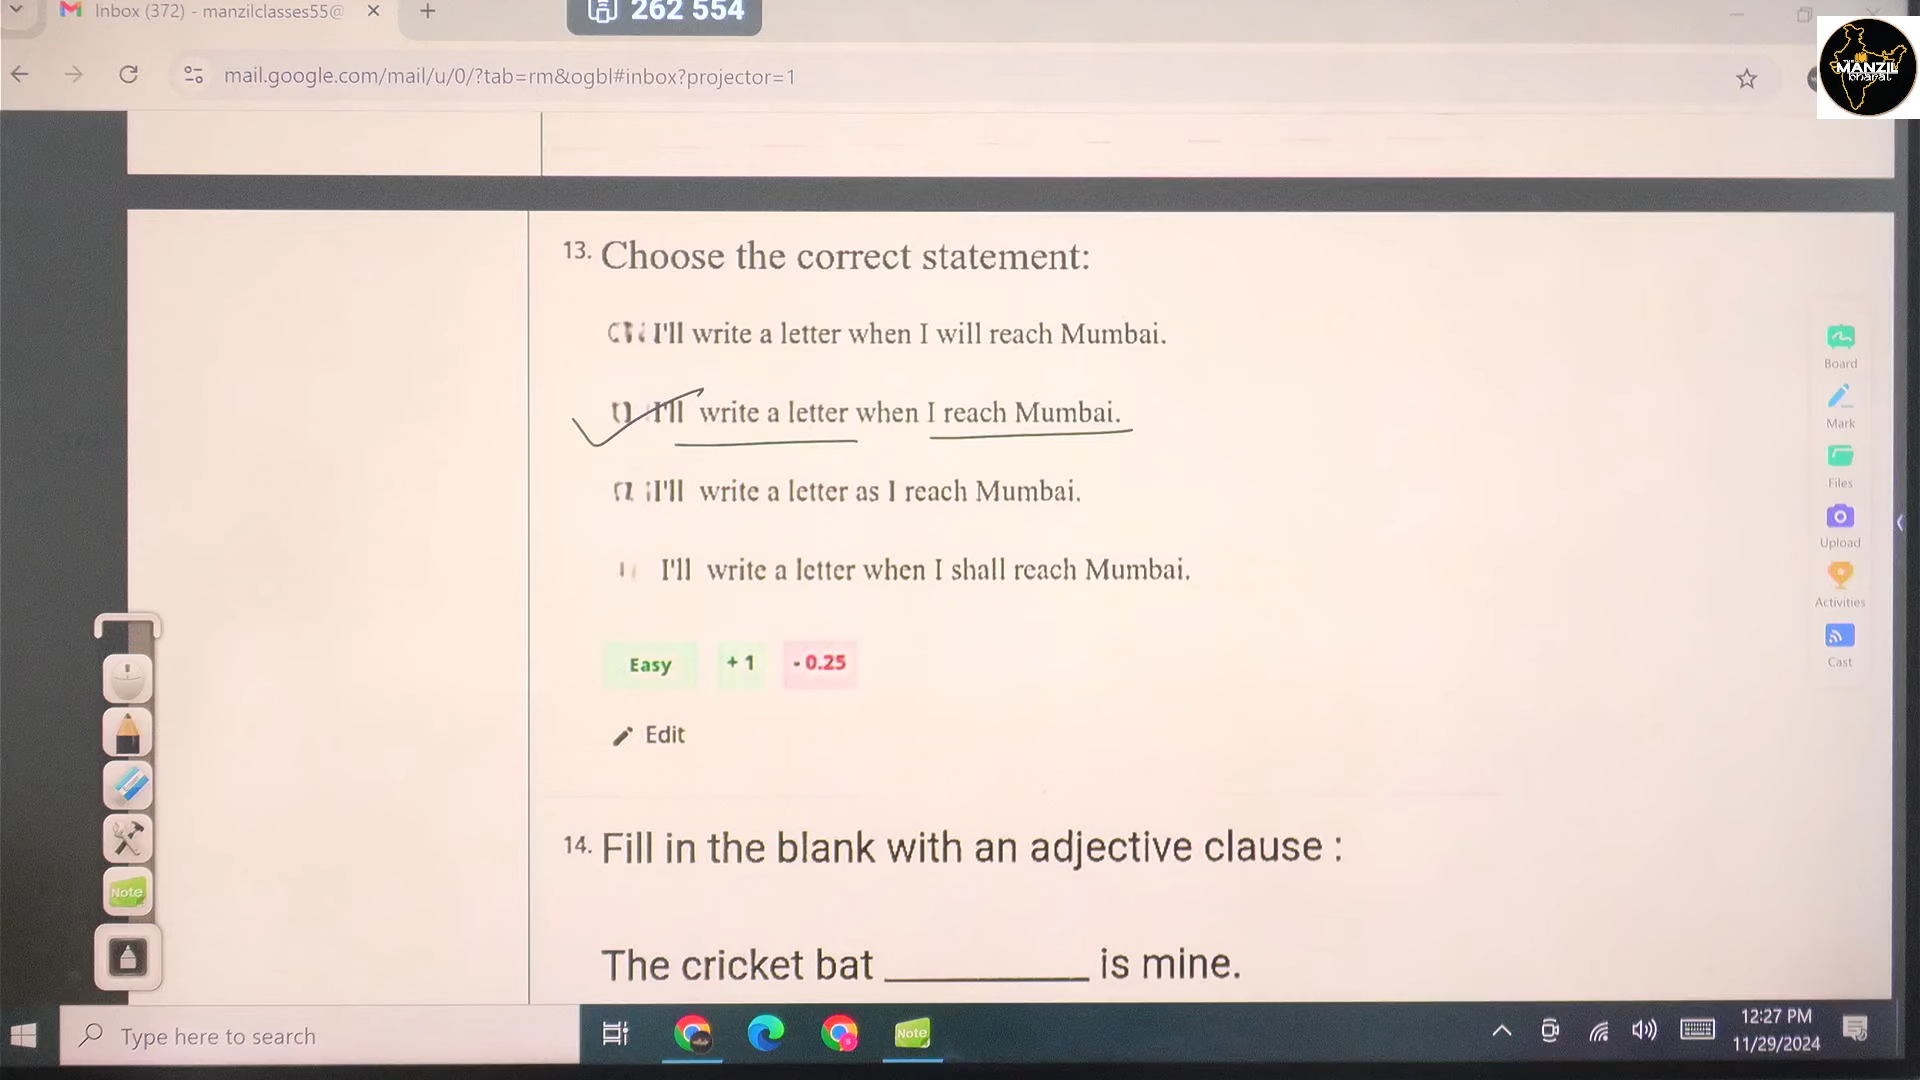 Inbox (372) - manzilclasses55@
262 554
mail.google.com/mail/u/0/?tab=rm&ogbl#inbox?projector=1
MANZIL
bharat
13. Choose the correct statement:
I'll write a letter when I will reach Mumbai.
I'll write a letter when I reach Mumbai.
I'll write a letter as I reach Mumbai.
I'll write a letter when I shall reach Mumbai.
Easy + 1 - 0.25
Edit
14. Fill in the blank with an adjective clause :
The cricket bat __________ is mine.
Board
Mark
Files
Upload
Activities
Cast
Note
Type here to search
Note
12:27 PM
11/29/2024